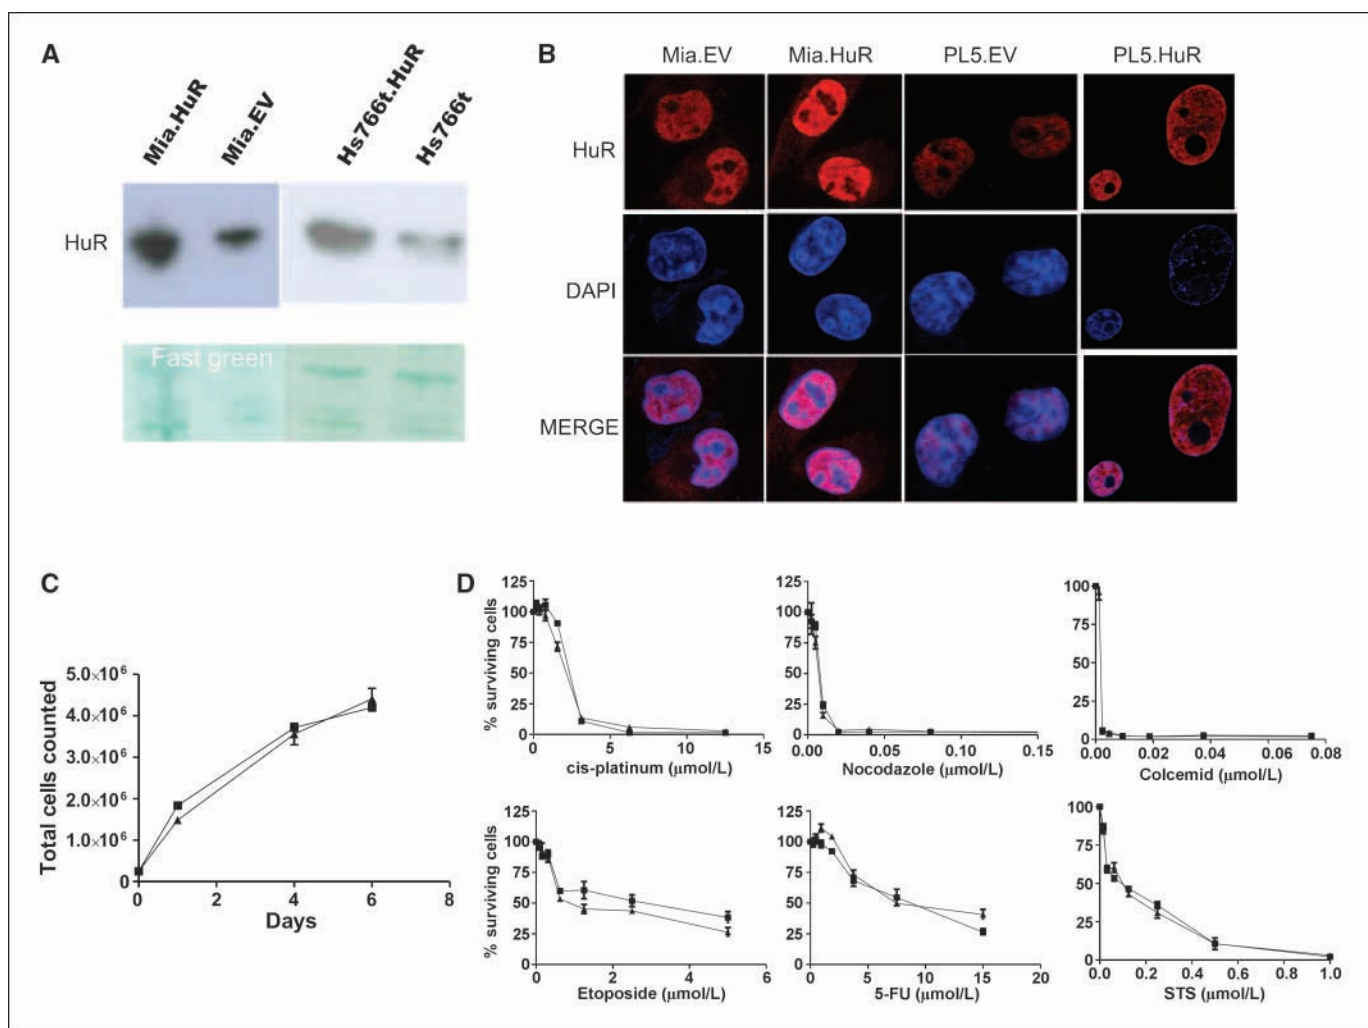 A
Mia.HuR
Mia.EV
Hs766t.HuR
Hs766t
HuR
Fast green
B
Mia.EV
Mia.HuR
PL5.EV
PL5.HuR
HuR
DAPI
MERGE
C
Total cells counted
5.0×10⁶
4.0×10⁶
3.0×10⁶
2.0×10⁶
1.0×10⁶
0
0 2 4 6 8
Days
D
% surviving cells
125
100
75
50
25
0
0 5 10 15
cis-platinum (μmol/L)
125
100
75
50
25
0
0.00 0.05 0.10 0.15
Nocodazole (μmol/L)
100
75
50
25
0
0.00 0.02 0.04 0.06 0.08
Colcemid (μmol/L)
% surviving cells
125
100
75
50
25
0
0 2 4 6
Etoposide (μmol/L)
125
100
75
50
25
0
0 5 10 15 20
5-FU (μmol/L)
100
75
50
25
0
0.0 0.2 0.4 0.6 0.8 1.0
STS (μmol/L)